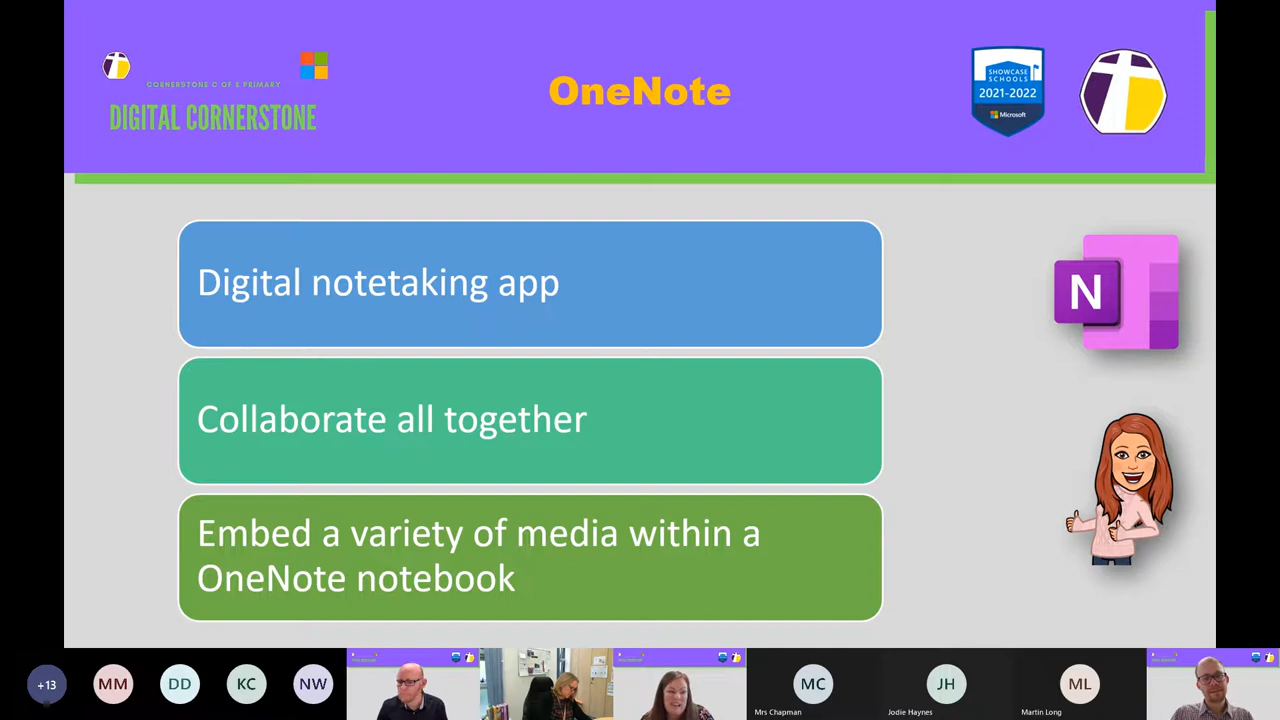 CORNERSTONE C OF E PRIMARY
DIGITAL CORNERSTONE
OneNote
SHOWCASE
SCHOOLS
2021-2022
Microsoft
Digital notetaking app
N
Collaborate all together
Embed a variety of media within a
OneNote notebook
+13
MM
DD
KC
NW
MC
JH
ML
Mrs Chapman
Jodie Haynes
Martin Long